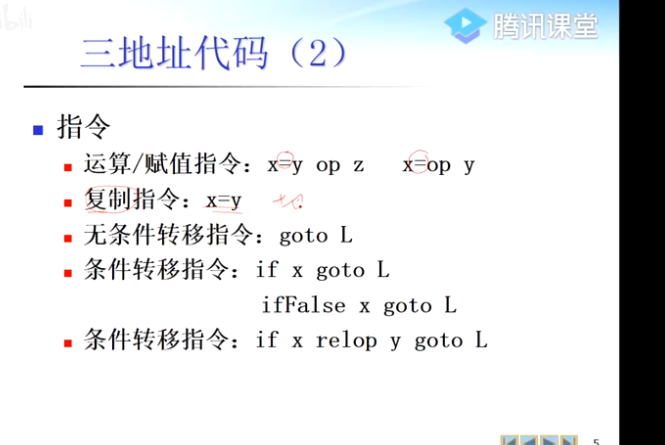 bilibili
腾讯课堂
三地址代码（2）
指令
运算/赋值指令：x=y op z x=op y
复制指令：x=y
无条件转移指令：goto L
条件转移指令：if x goto L
ifFalse x goto L
条件转移指令：if x relop y goto L
5